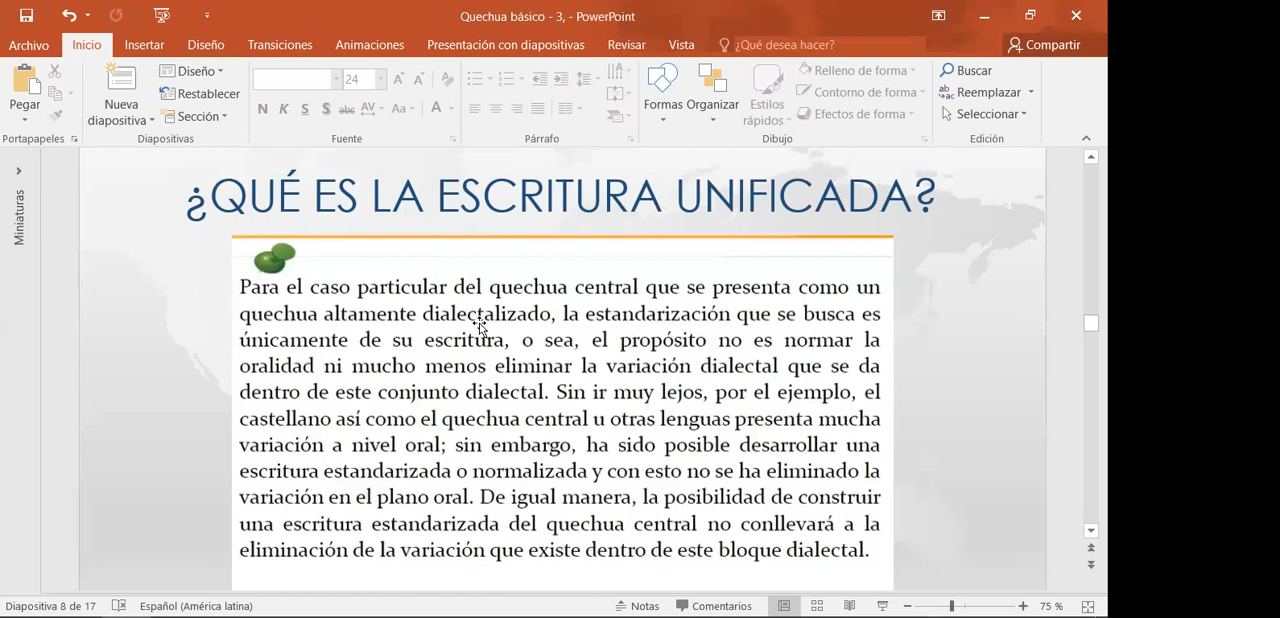 Quechua básico - 3, - PowerPoint
Archivo Inicio Insertar Diseño Transiciones Animaciones Presentación con diapositivas Revisar Vista ¿Qué desea hacer? Compartir
Pegar
Nueva diapositiva
Diseño
Restablecer
Sección
24
N K S S abc AV Aa A
Formas Organizar Estilos rápidos
Relleno de forma
Contorno de forma
Efectos de forma
Buscar
Reemplazar
Seleccionar
Portapapeles Diapositivas Fuente Párrafo Dibujo Edición
Miniaturas
¿QUÉ ES LA ESCRITURA UNIFICADA?
Para el caso particular del quechua central que se presenta como un
quechua altamente dialectalizado, la estandarización que se busca es
únicamente de su escritura, o sea, el propósito no es normar la
oralidad ni mucho menos eliminar la variación dialectal que se da
dentro de este conjunto dialectal. Sin ir muy lejos, por el ejemplo, el
castellano así como el quechua central u otras lenguas presenta mucha
variación a nivel oral; sin embargo, ha sido posible desarrollar una
escritura estandarizada o normalizada y con esto no se ha eliminado la
variación en el plano oral. De igual manera, la posibilidad de construir
una escritura estandarizada del quechua central no conllevará a la
eliminación de la variación que existe dentro de este bloque dialectal.
Diapositiva 8 de 17 Español (América latina) Notas Comentarios 75 %